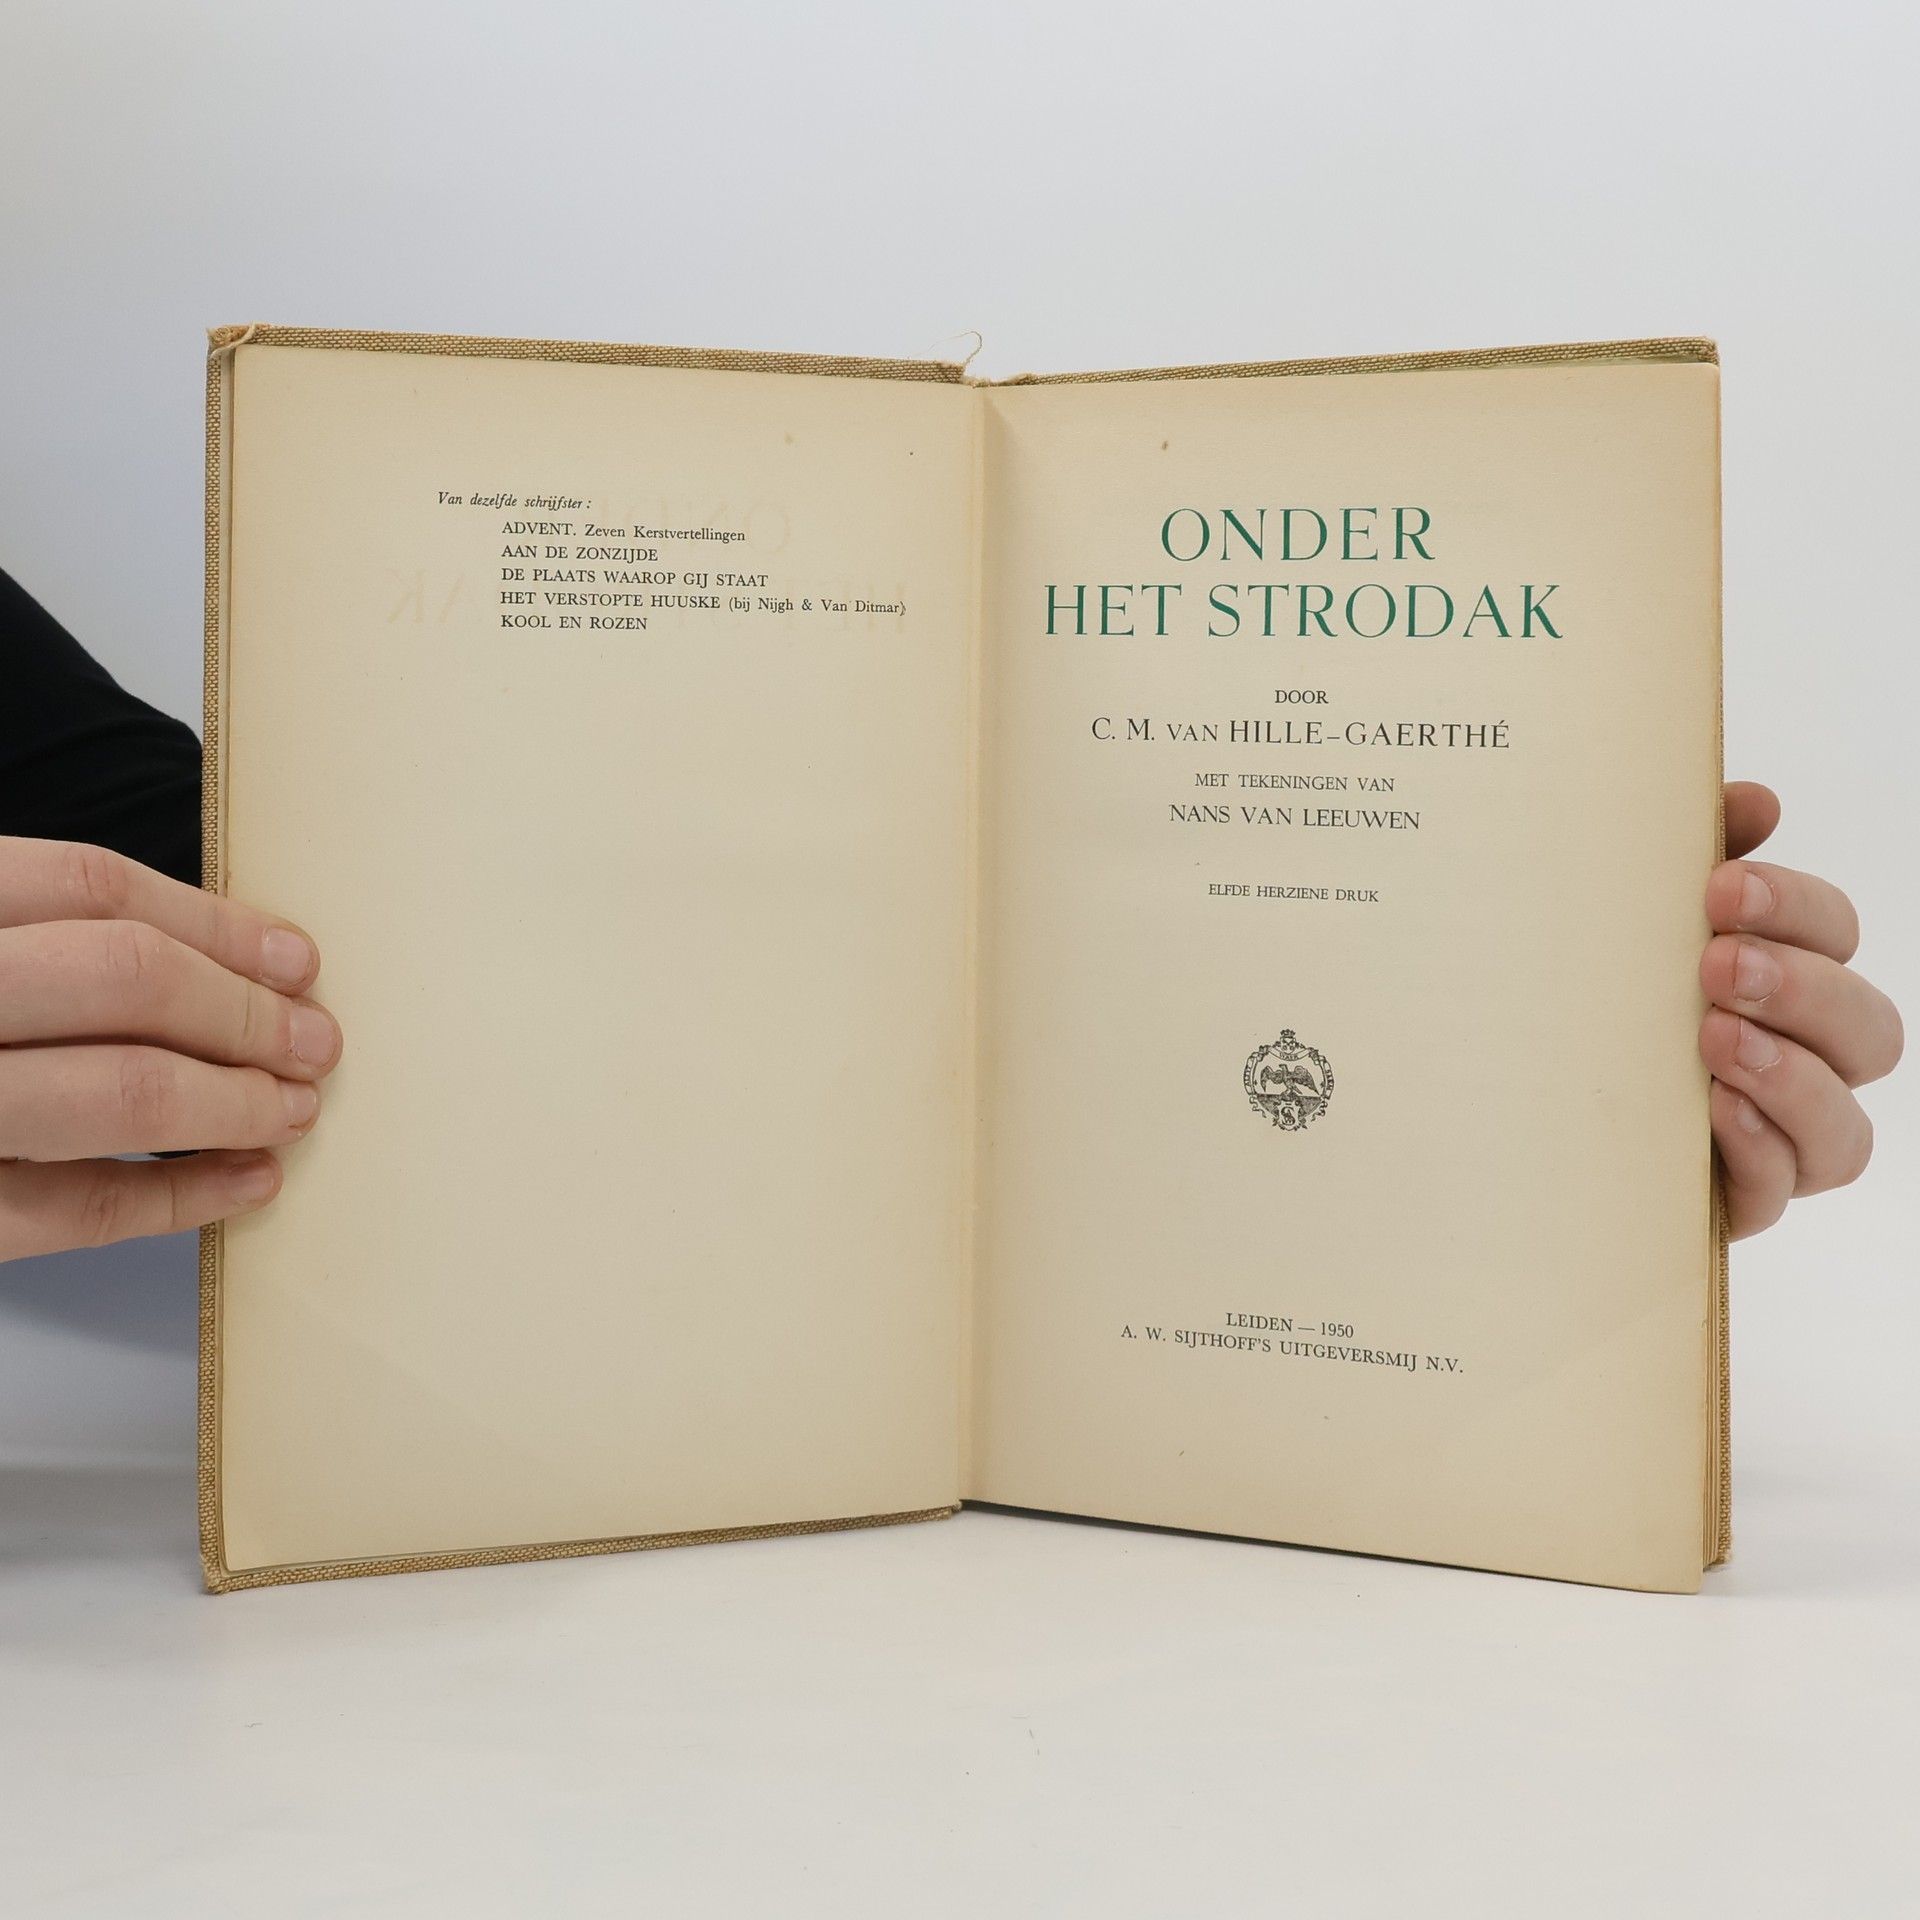 Van dezelfde schrijfster :
ADVENT. Zeven Kerstvertellingen
AAN DE ZONZIJDE
DE PLAATS WAAROP GIJ STAAT
HET VERSTOPTE HUUSKE (bij Nijgh & Van Ditmar)
KOOL EN ROZEN
ONDER
HET STRODAK
DOOR
C. M. VAN HILLE-GAERTHÉ
MET TEKENINGEN VAN
NANS VAN LEEUWEN
ELFDE HERZIENE DRUK
LEIDEN — 1950
A. W. SIJTHOFF'S UITGEVERSMIJ N.V.